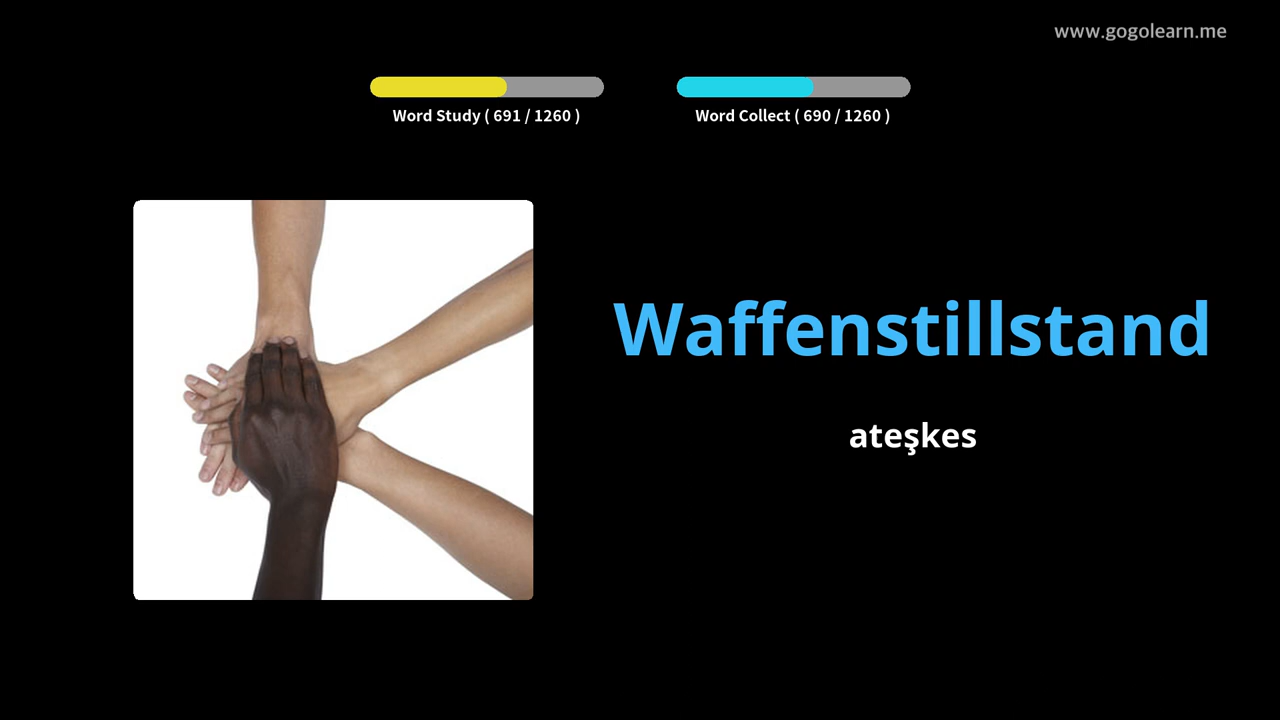 www.gogolearn.me
Word Study ( 691 / 1260 )
Word Collect ( 690 / 1260 )
Waffenstillstand
ateşkes